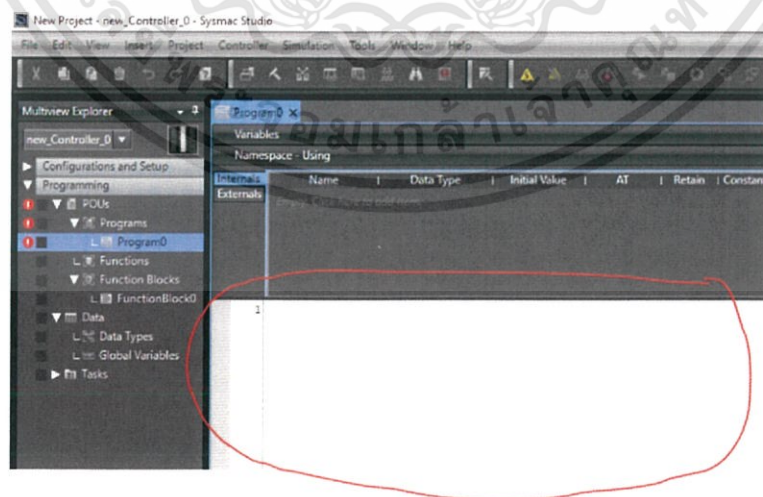 New Project - new_Controller_0 - Sysmac Studio
File Edit View Insert Project Controller Simulation Tools Window Help
Multiview Explorer
new_Controller_0
Configurations and Setup
Programming
POUs
Programs
Program0
Functions
Function Blocks
FunctionBlock0
Data
Data Types
Global Variables
Tasks
Program0 X
Variables
Namespace - Using
Internals
Externals
Name | Data Type | Initial Value | AT | Retain | Constant
1